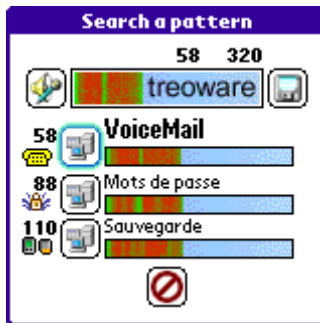 Search a pattern
58 320
treoware
58 VoiceMail
88 Mots de passe
110 Sauvegarde